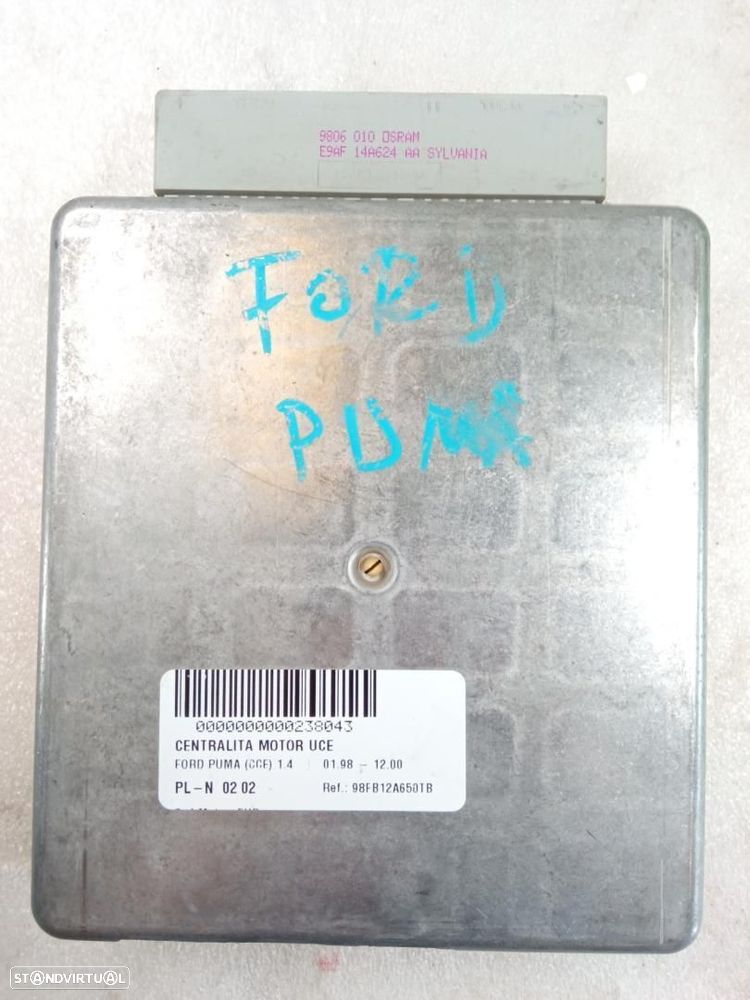 9806 010 OSRAM
E9AF 14A624 AA SYLVANIA
FORD
PUMA
0000000000238043
CENTRALITA MOTOR UCE
FORD PUMA (CCE) 1.4 01.98 – 12.00
PL-N 02 02 Ref.: 98FB12A650TB
STANDVIRTUAL